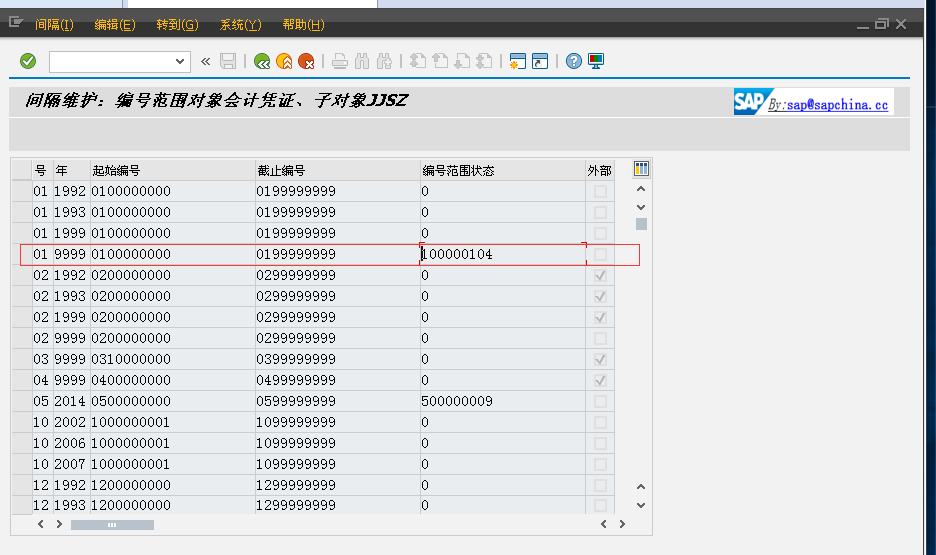 间隔(I) 编辑(E) 转到(G) 系统(Y) 帮助(H)
间隔维护：编号范围对象会计凭证、子对象JJSZ
SAP By:sap@sapchina.cc
号 年 起始编号 截止编号 编号范围状态 外部
01 1992 0100000000 0199999999 0
01 1993 0100000000 0199999999 0
01 1999 0100000000 0199999999 0
01 9999 0100000000 0199999999 100000104
02 1992 0200000000 0299999999 0
02 1993 0200000000 0299999999 0
02 1999 0200000000 0299999999 0
02 9999 0200000000 0299999999 0
03 9999 0310000000 0399999999 0
04 9999 0400000000 0499999999 0
05 2014 0500000000 0599999999 500000009
10 2002 1000000001 1099999999 0
10 2006 1000000001 1099999999 0
10 2007 1000000001 1099999999 0
12 1992 1200000000 1299999999 0
12 1993 1200000000 1299999999 0